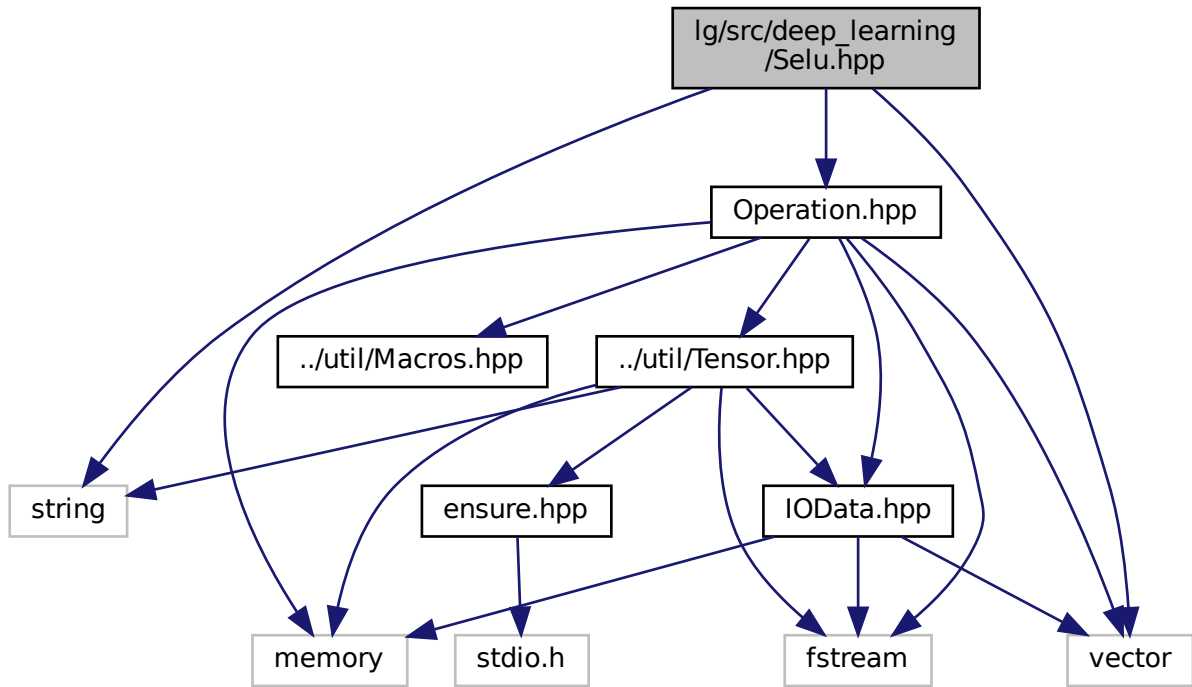 lg/src/deep_learning
/Selu.hpp
Operation.hpp
../util/Macros.hpp
../util/Tensor.hpp
string
ensure.hpp
IOData.hpp
memory
stdio.h
fstream
vector